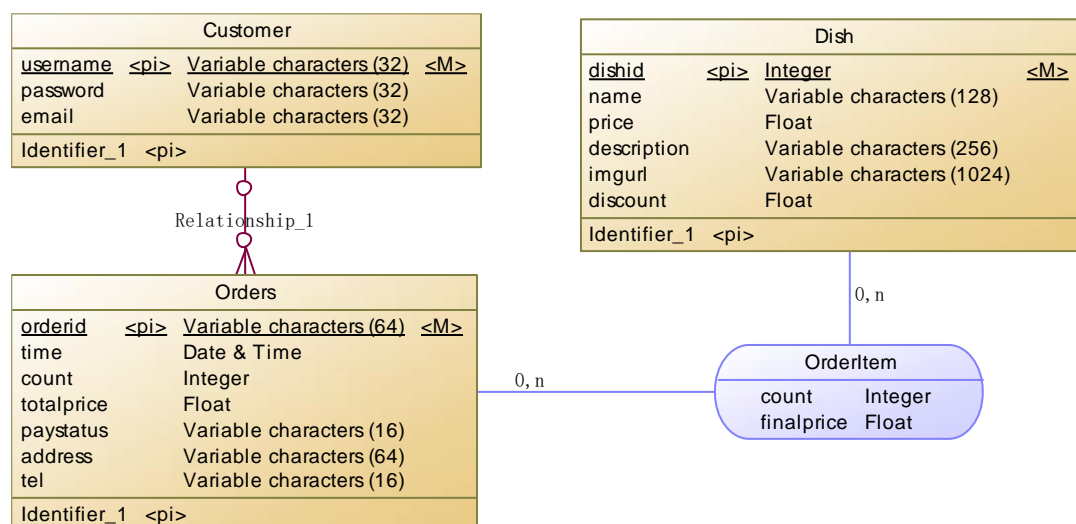 Customer
username <pi> Variable characters (32) <M>
password Variable characters (32)
email Variable characters (32)
Identifier_1 <pi>
Relationship_1
Orders
orderid <pi> Variable characters (64) <M>
time Date & Time
count Integer
totalprice Float
paystatus Variable characters (16)
address Variable characters (64)
tel Variable characters (16)
Identifier_1 <pi>
Dish
dishid <pi> Integer <M>
name Variable characters (128)
price Float
description Variable characters (256)
imgurl Variable characters (1024)
discount Float
Identifier_1 <pi>
0,n
0,n
OrderItem
count Integer
finalprice Float